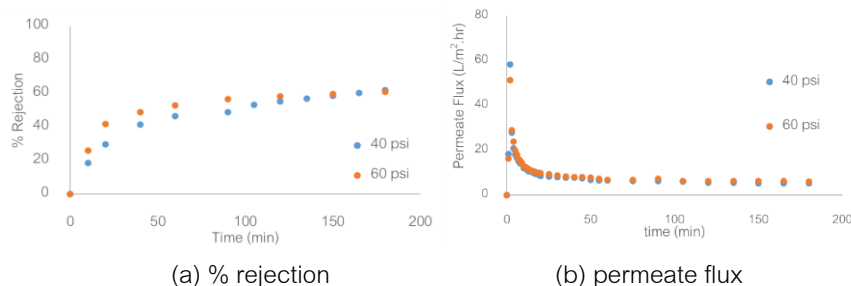 100
80
60
40
20
0
% Rejection
0
50
100
150
200
Time (min)
40 psi
60 psi
(a) % rejection
80
60
40
20
0
Permeate Flux (L/m².hr)
0
50
100
150
200
time (min)
40 psi
60 psi
(b) permeate flux